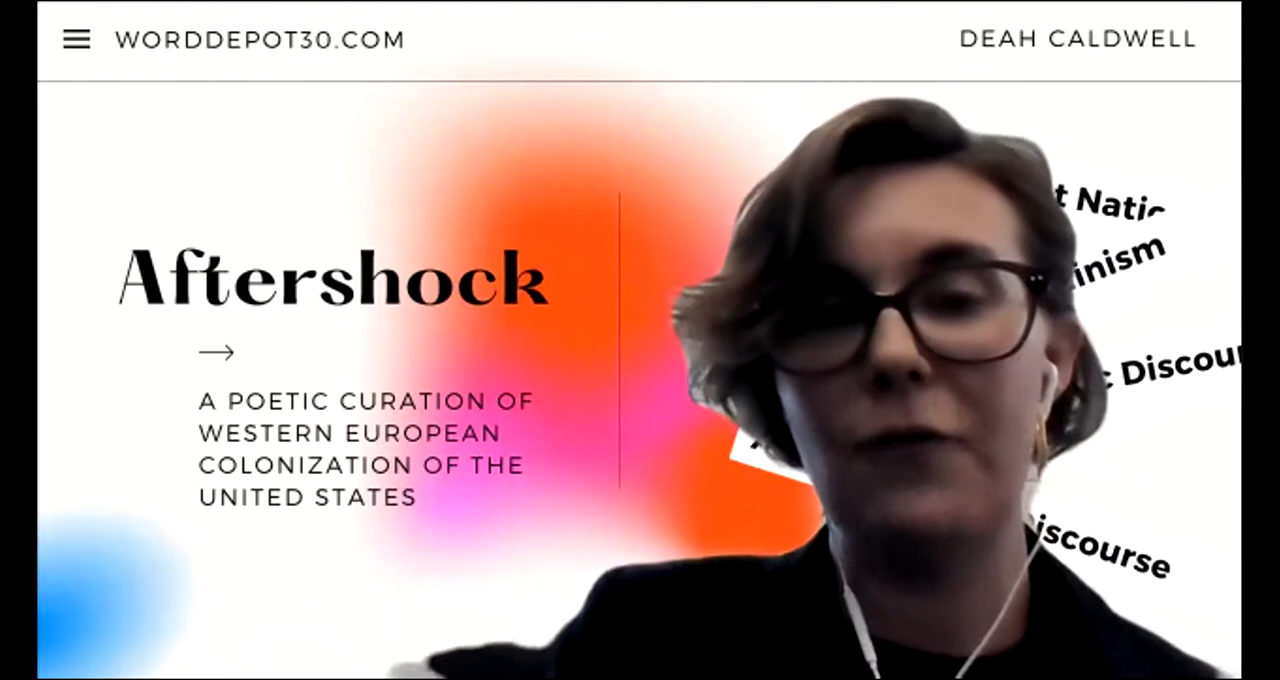 WORDDEPOT30.COM
DEAH CALDWELL
Aftershock
A POETIC CURATION OF
WESTERN EUROPEAN
COLONIZATION OF THE
UNITED STATES